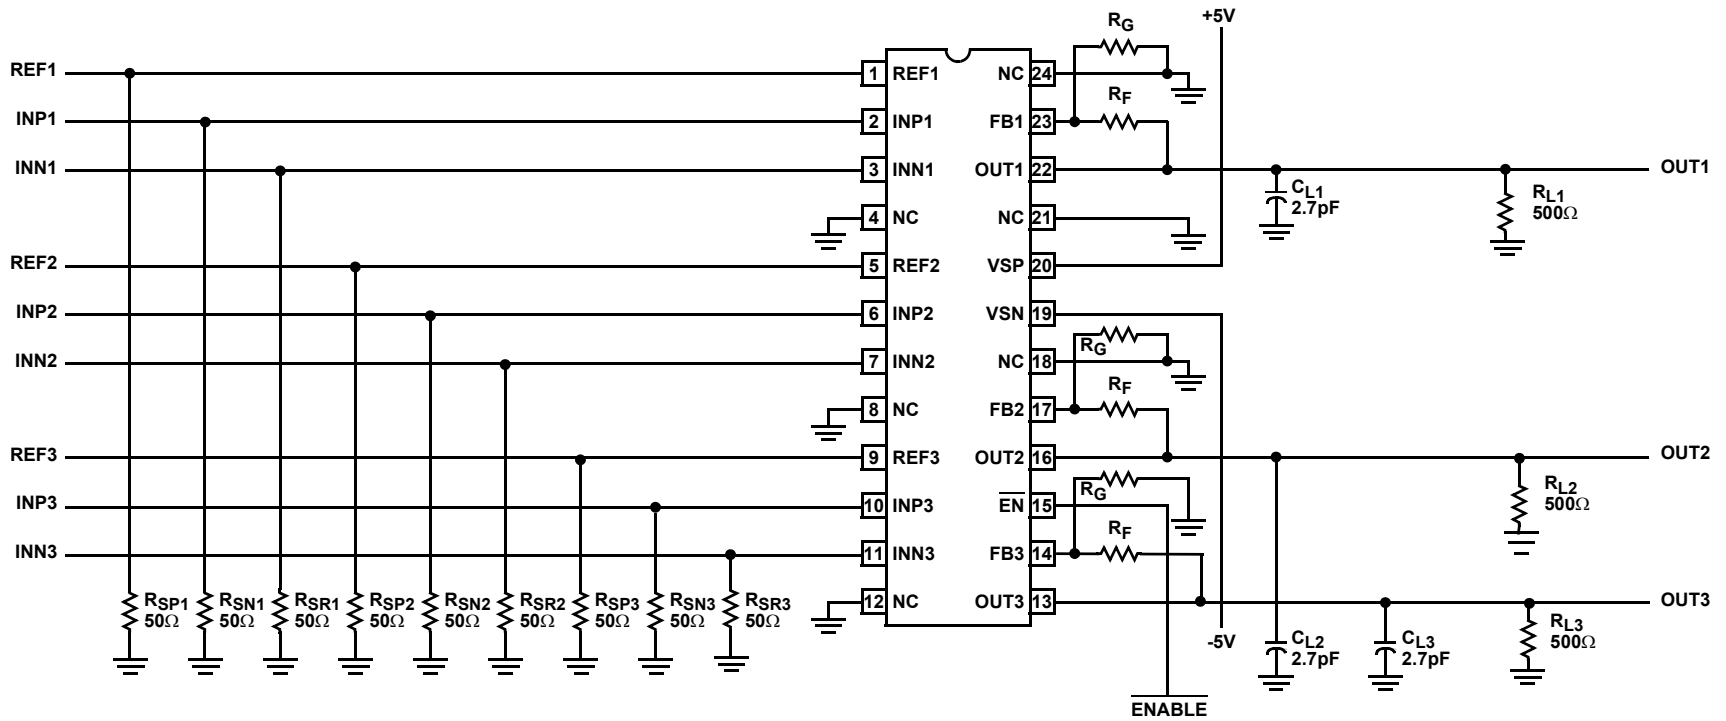 REF1
INP1
INN1
REF2
INP2
INN2
REF3
INP3
INN3
RSP1
50Ω
RSN1
50Ω
RSR1
50Ω
RSP2
50Ω
RSN2
50Ω
RSR2
50Ω
RSP3
50Ω
RSN3
50Ω
RSR3
50Ω
1 REF1
2 INP1
3 INN1
4 NC
5 REF2
6 INP2
7 INN2
8 NC
9 REF3
10 INP3
11 INN3
12 NC
NC 24
FB1 23
OUT1 22
NC 21
VSP 20
VSN 19
NC 18
FB2 17
OUT2 16
EN 15
FB3 14
OUT3 13
RG
RF
+5V
RG
RF
RG
RF
-5V
ENABLE
CL1
2.7pF
RL1
500Ω
OUT1
OUT2
RL2
500Ω
OUT3
CL2
2.7pF
CL3
2.7pF
RL3
500Ω